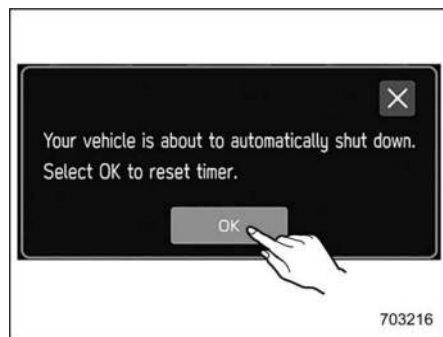 Your vehicle is about to automatically shut down.
Select OK to reset timer.
OK
703216